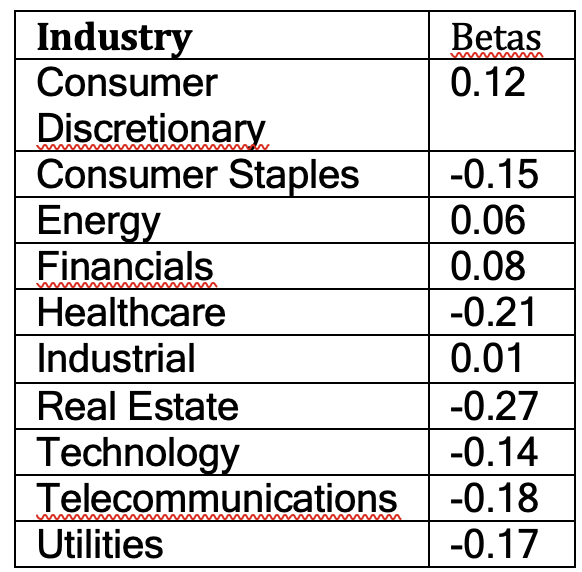 Industry Betas
Consumer 0.12
Discretionary
Consumer Staples -0.15
Energy 0.06
Financials 0.08
Healthcare -0.21
Industrial 0.01
Real Estate -0.27
Technology -0.14
Telecommunications -0.18
Utilities -0.17